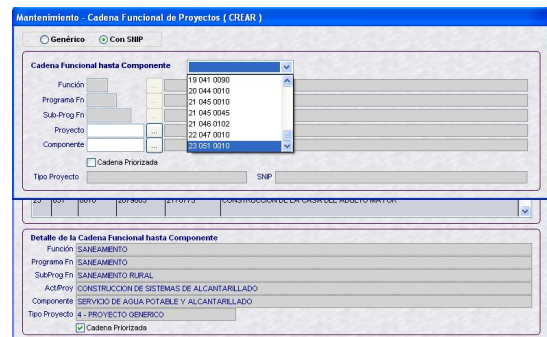 Mantenimiento - Cadena Funcional de Proyectos ( CREAR )
Genérico Con SNIP
Cadena Funcional hasta Componente
19 041 0090
20 044 0010
21 045 0010
21 045 0045
21 046 0102
22 047 0010
23 051 0010
Función ...
Programa Fn ...
Sub-Prog Fn ...
Proyecto ...
Componente ...
Cadena Priorizada
Tipo Proyecto SNIP
23 051 0010 CONSTRUCCION DE LA CASA DEL ADULTO MAYOR
Detalle de la Cadena Funcional hasta Componente
Función SANEAMIENTO
Programa Fn SANEAMIENTO
SubProg Fn SANEAMIENTO RURAL
Act/Proy CONSTRUCCION DE SISTEMAS DE ALCANTARILLADO
Componente SERVICIO DE AGUA POTABLE Y ALCANTARILLADO
Tipo Proyecto 4 - PROYECTO GENERICO
Cadena Priorizada